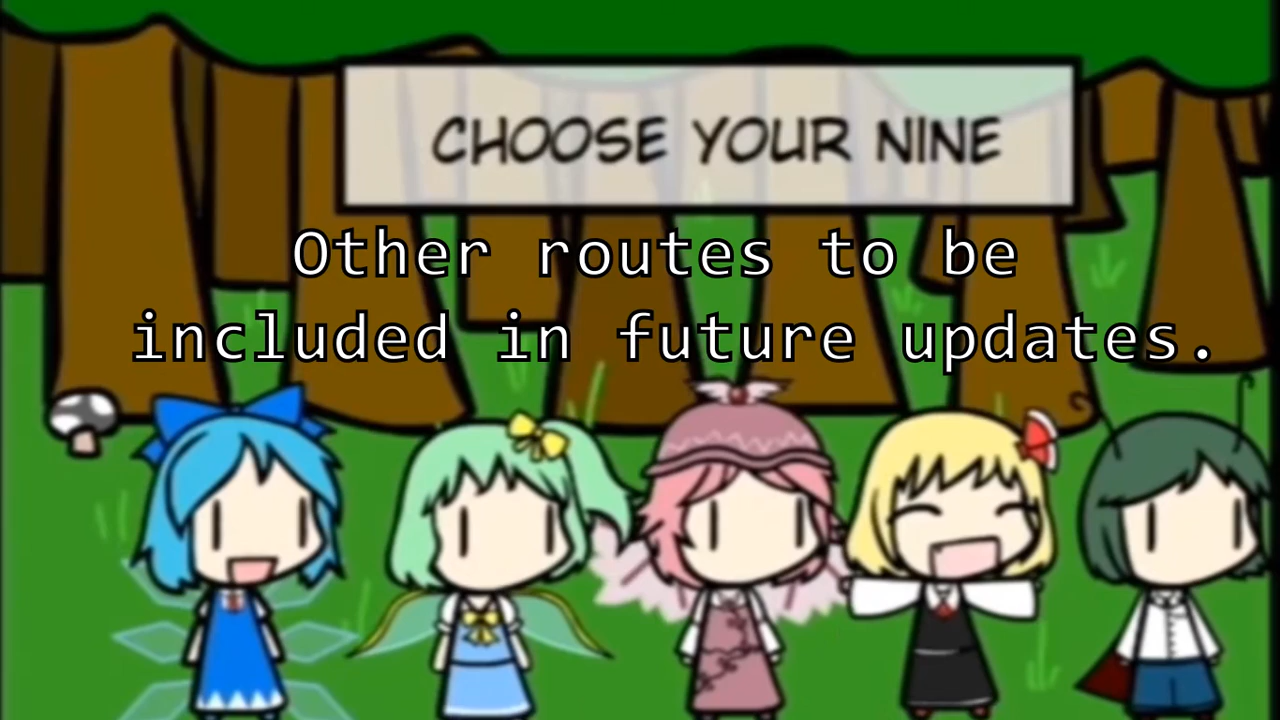 CHOOSE YOUR NINE
Other routes to be
included in future updates.